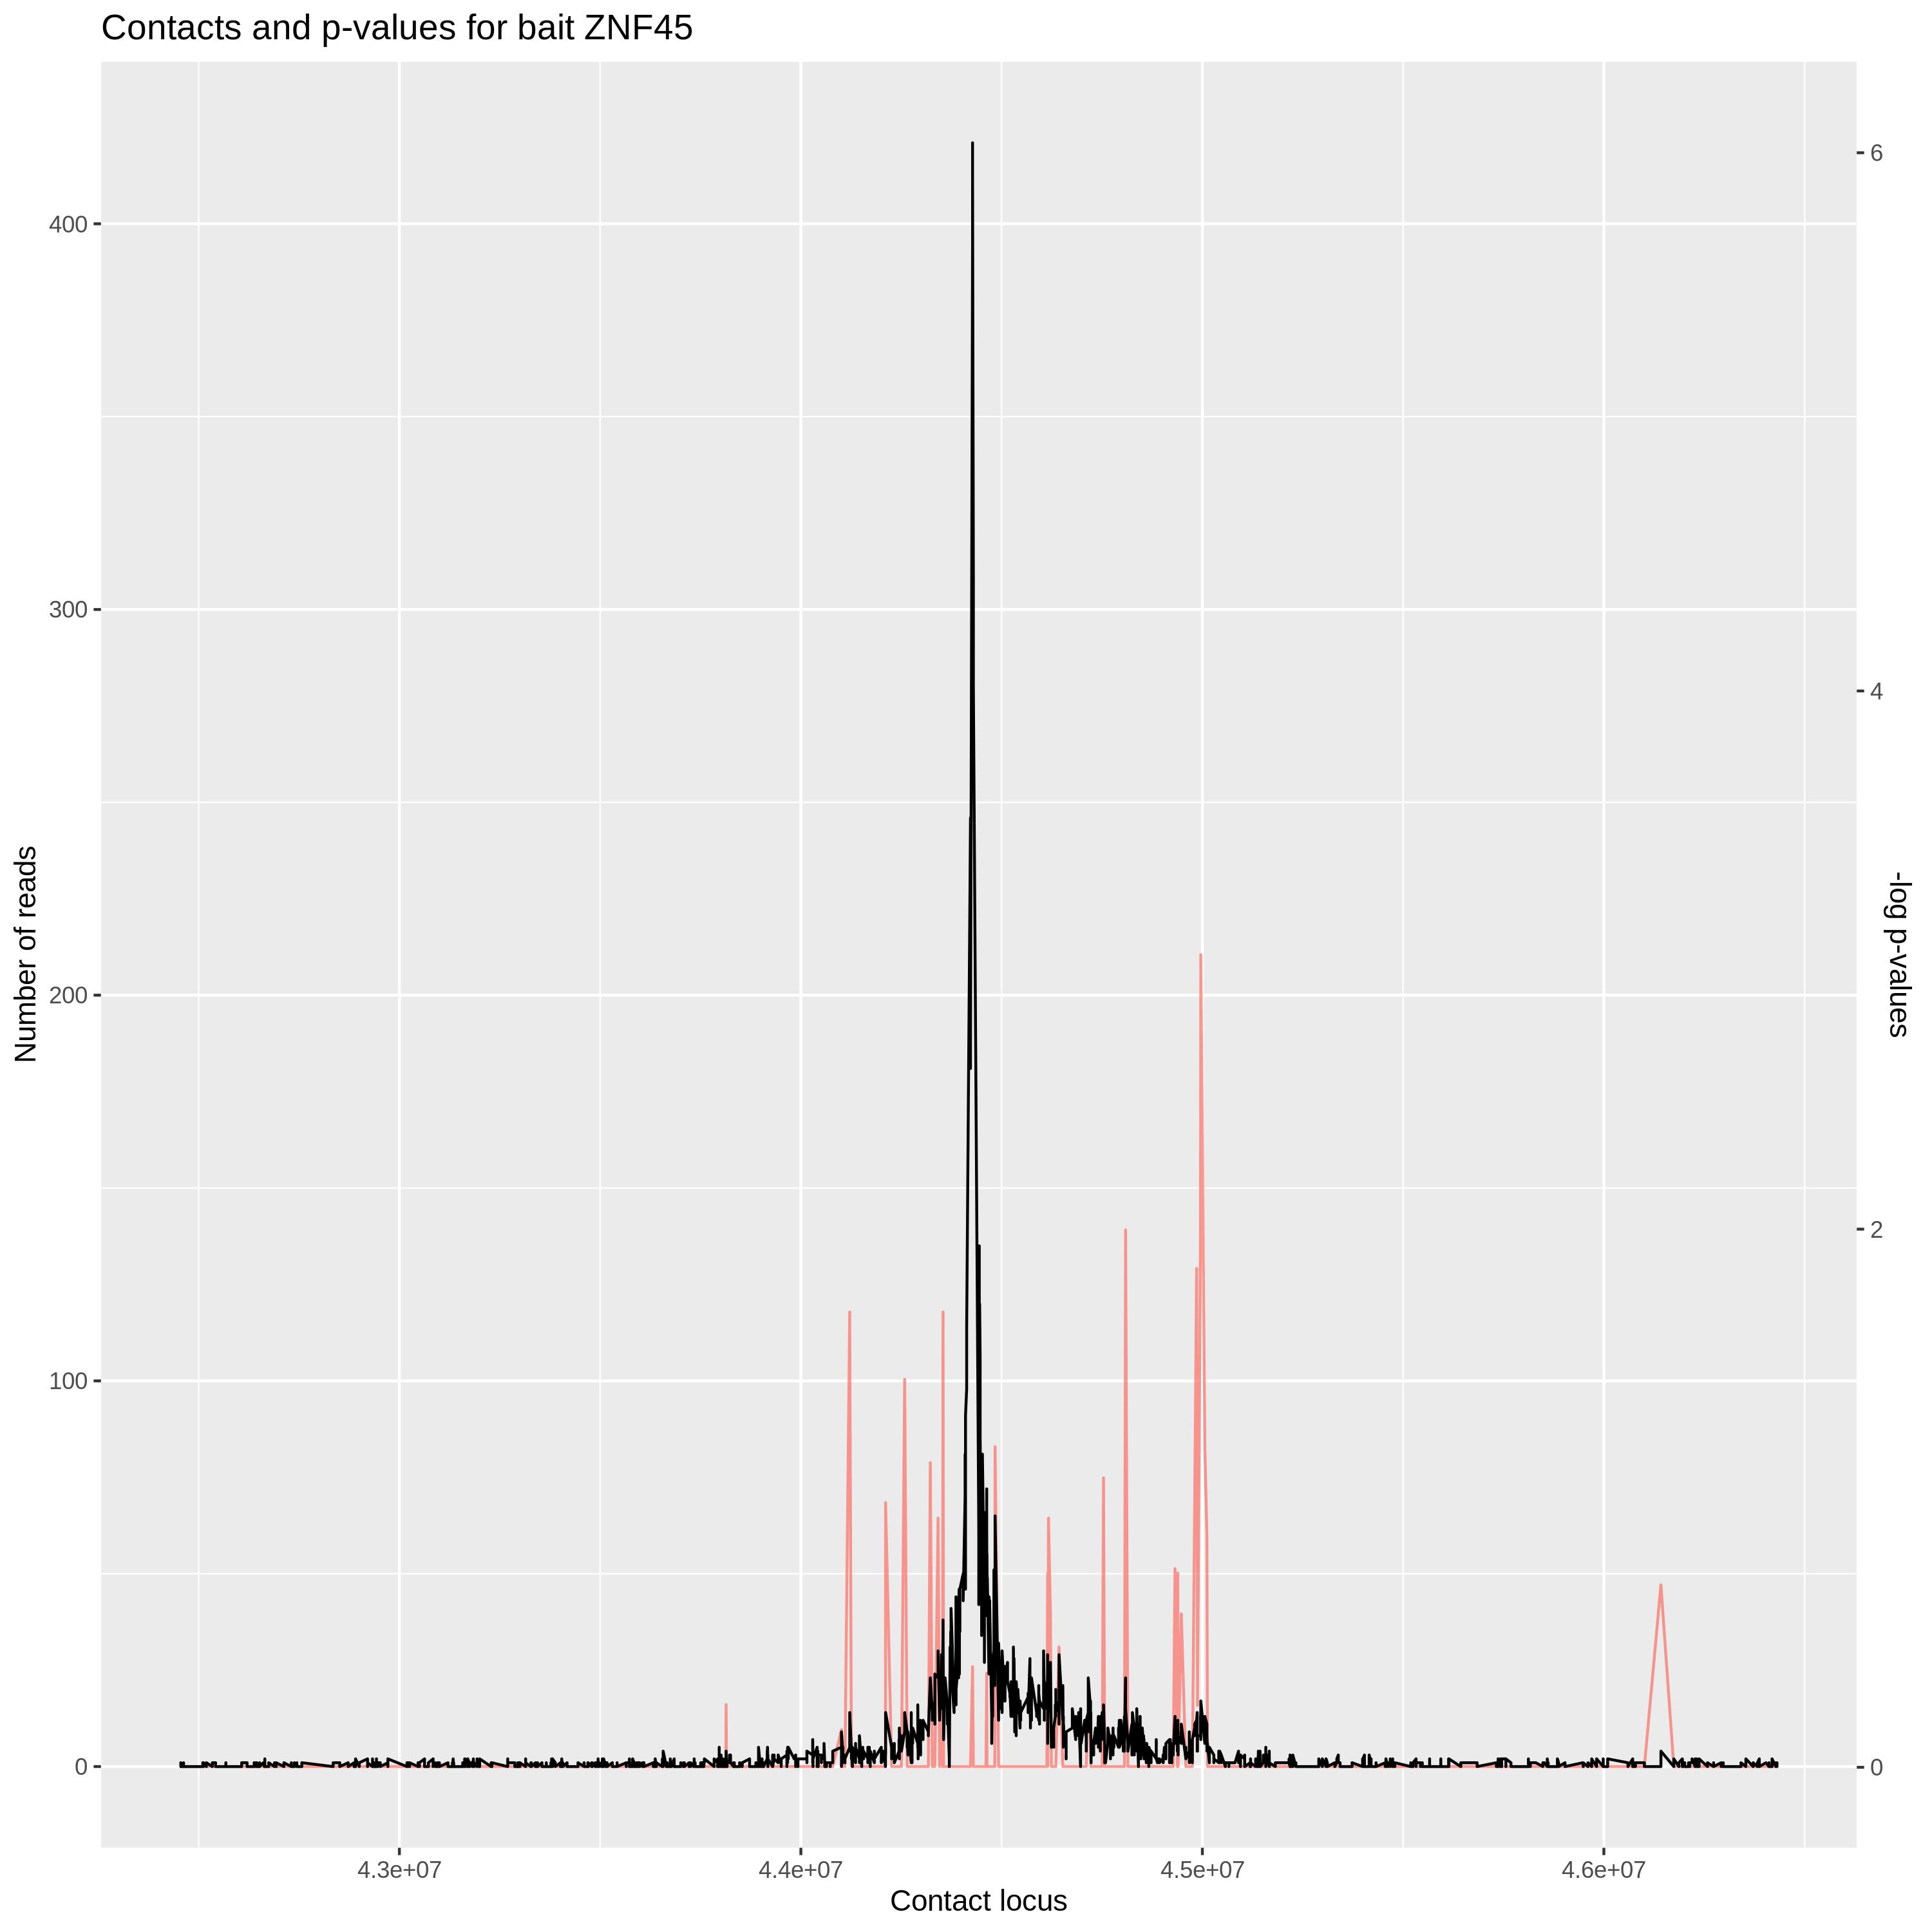 Contacts and p-values for bait ZNF45
400
300
200
100
0
Number of reads
6
4
2
0
-log p-values
4.3e+07
4.4e+07
4.5e+07
4.6e+07
Contact locus